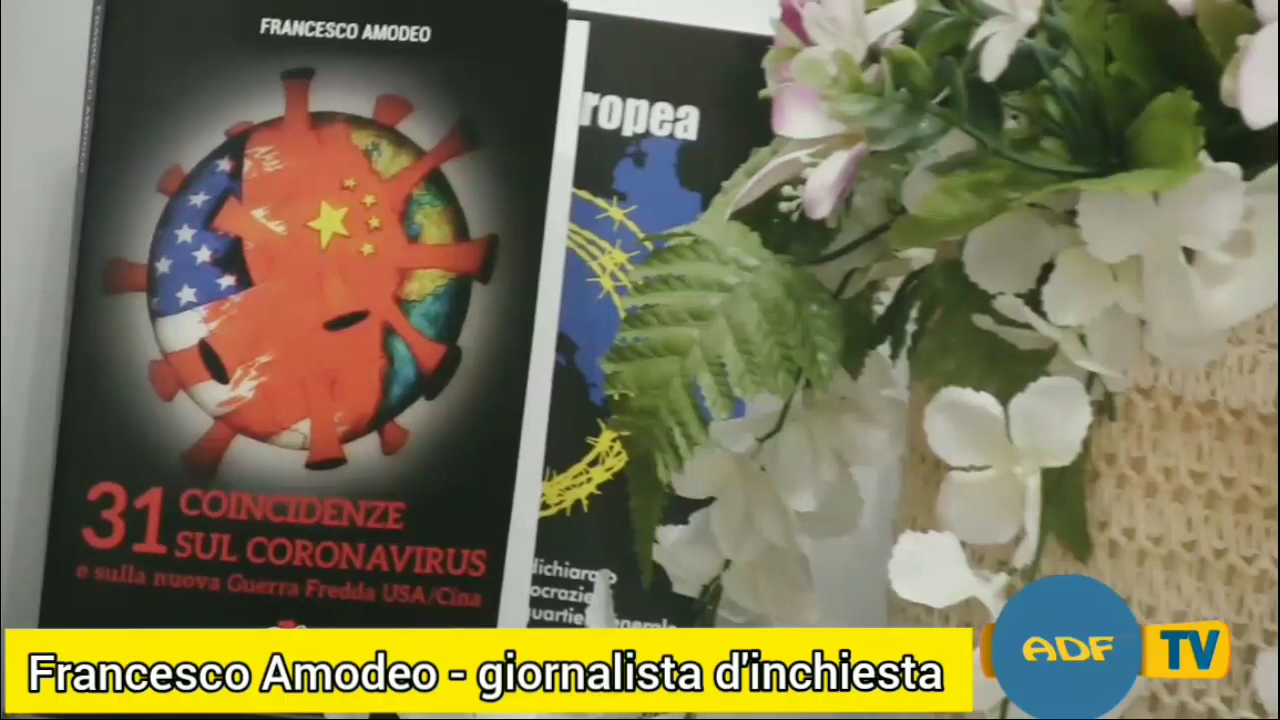 FRANCESCO AMODEO
ropea
31 COINCIDENZE
SUL CORONAVIRUS
e sulla nuova Guerra Fredda USA/Cina
Francesco Amodeo - giornalista d'inchiesta
ADF TV